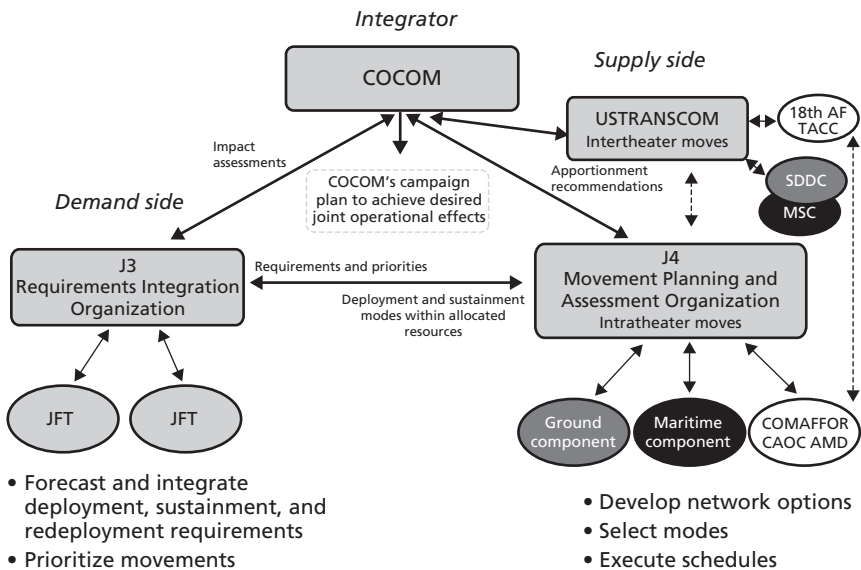 Integrator
COCOM
Supply side
USTRANSCOM
Intertheater moves
18th AF
TACC
SDDC
MSC
Impact
assessments
Apportionment
recommendations
COCOM's campaign
plan to achieve desired
joint operational effects
Demand side
J3
Requirements Integration
Organization
Requirements and priorities
Deployment and sustainment
modes within allocated
resources
J4
Movement Planning and
Assessment Organization
Intratheater moves
JFT
JFT
Ground
component
Maritime
component
COMAFFOR
CAOC AMD
• Forecast and integrate
deployment, sustainment, and
redeployment requirements
• Prioritize movements
• Develop network options
• Select modes
• Execute schedules